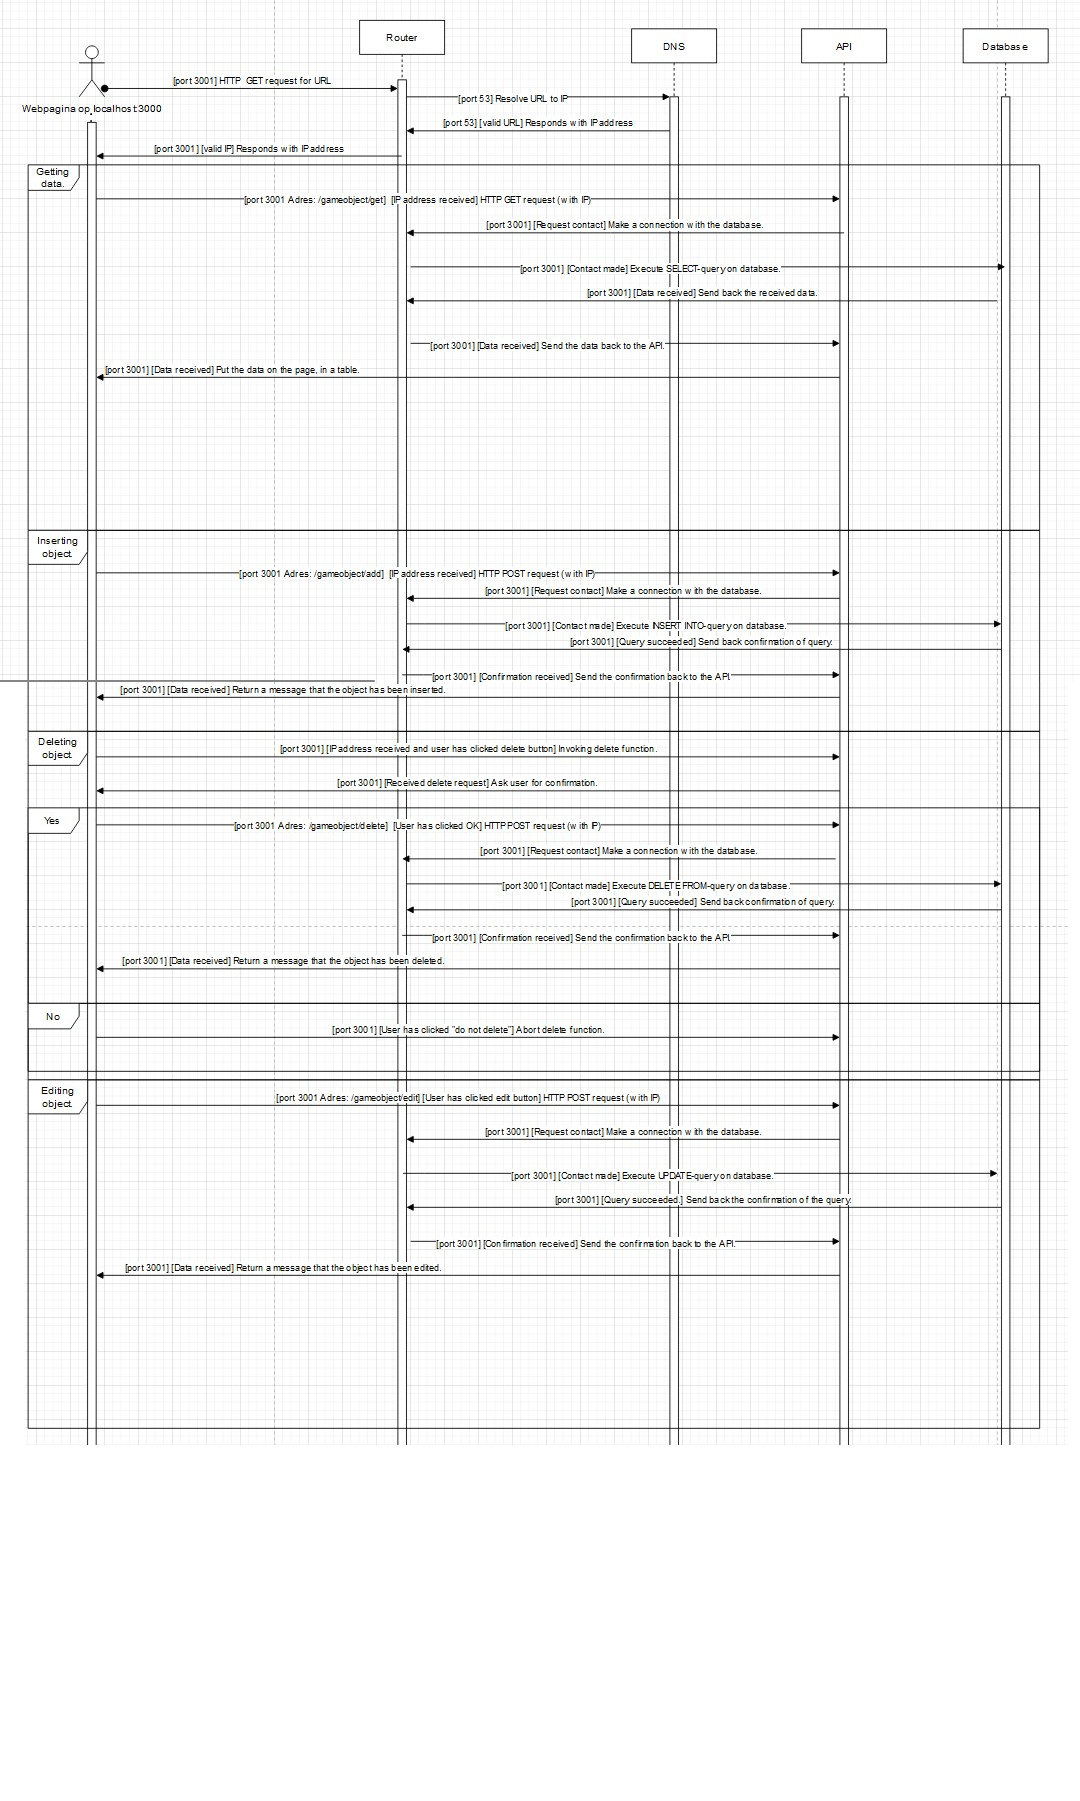 Router
DNS
API
Database
[port 3001] HTTP GET request for URL
Webpagina op localhost:3000
[port 53] Resolve URL to IP
[port 53] [valid URL] Responds with IP address
[port 3001] [valid IP] Responds with IP address
Getting
data.
[port 3001 Adres: /gameobject/get] [IP address received] HTTP GET request (with IP)
[port 3001] [Request contact] Make a connection with the database.
[port 3001] [Contact made] Execute SELECT-query on database.
[port 3001] [Data received] Send back the received data.
[port 3001] [Data received] Send the data back to the API.
[port 3001] [Data received] Put the data on the page, in a table.
Inserting
object
[port 3001 Adres: /gameobject/add] [IP address received] HTTP POST request (with IP)
[port 3001] [Request contact] Make a connection with the database.
[port 3001] [Contact made] Execute INSERT INTO-query on database.
[port 3001] [Query succeeded] Send back confirmation of query.
[port 3001] [Confirmation received] Send the confirmation back to the API
[port 3001] [Data received] Return a message that the object has been inserted.
Deleting
object
[port 3001] [IP address received and user has clicked delete button] Invoking delete function.
[port 3001] [Received delete request] Ask user for confirmation.
Yes
[port 3001 Adres: /gameobject/delete] [User has clicked OK] HTTP POST request (with IP)
[port 3001] [Request contact] Make a connection with the database.
[port 3001] [Contact made] Execute DELETE FROM-query on database.
[port 3001] [Query succeeded] Send back confirmation of query.
[port 3001] [Confirmation received] Send the confirmation back to the API
[port 3001] [Data received] Return a message that the object has been deleted.
No
[port 3001] [User has clicked "do not delete"] Abort delete function.
Editing
object
[port 3001 Adres: /gameobject/edit] [User has clicked edit button] HTTP POST request (with IP)
[port 3001] [Request contact] Make a connection with the database.
[port 3001] [Contact made] Execute UPDATE-query on database.
[port 3001] [Query succeeded.] Send back the confirmation of the query.
[port 3001] [Confirmation received] Send the confirmation back to the API.
[port 3001] [Data received] Return a message that the object has been edited.